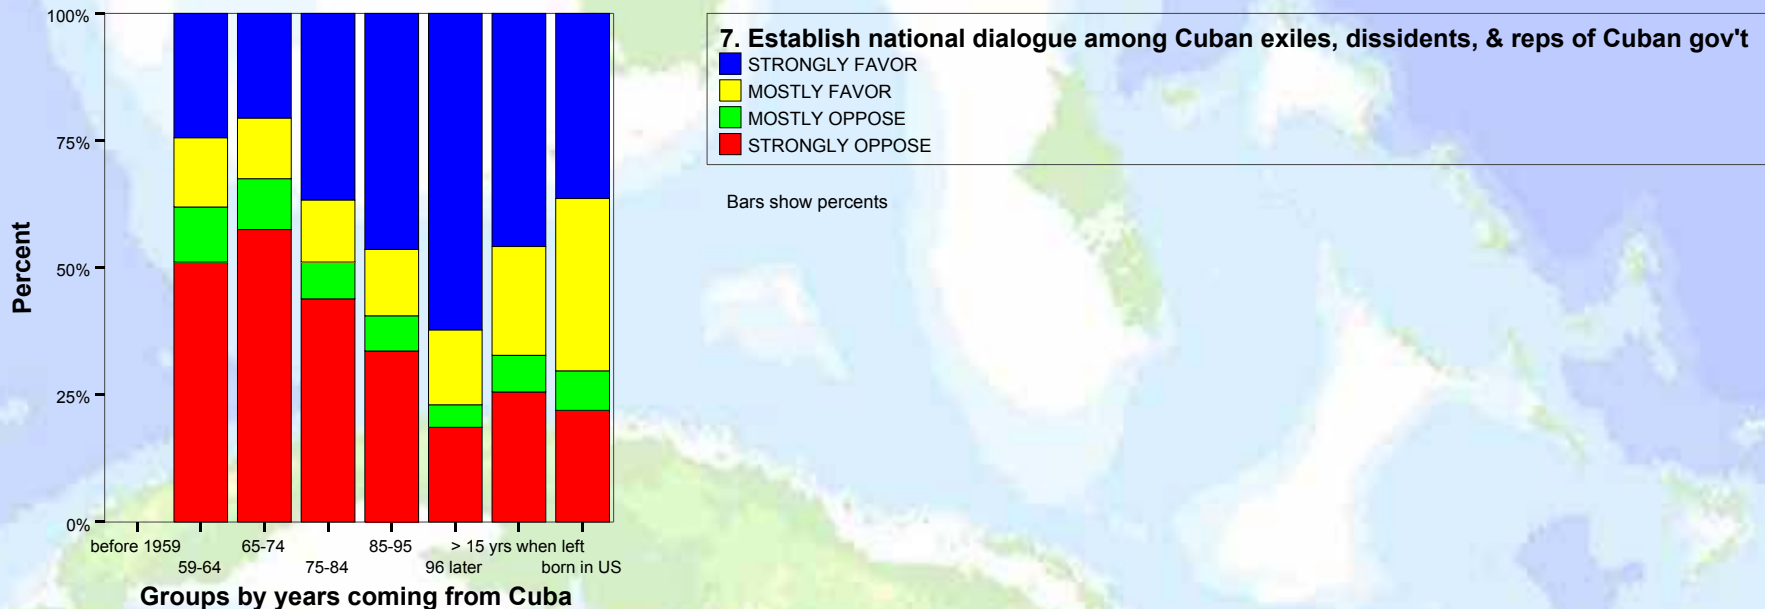 100%
75%
50%
25%
0%
Percent
before 1959
65-74
85-95
> 15 yrs when left
59-64
75-84
96 later
born in US
Groups by years coming from Cuba
7. Establish national dialogue among Cuban exiles, dissidents, & reps of Cuban gov't
STRONGLY FAVOR
MOSTLY FAVOR
MOSTLY OPPOSE
STRONGLY OPPOSE
Bars show percents